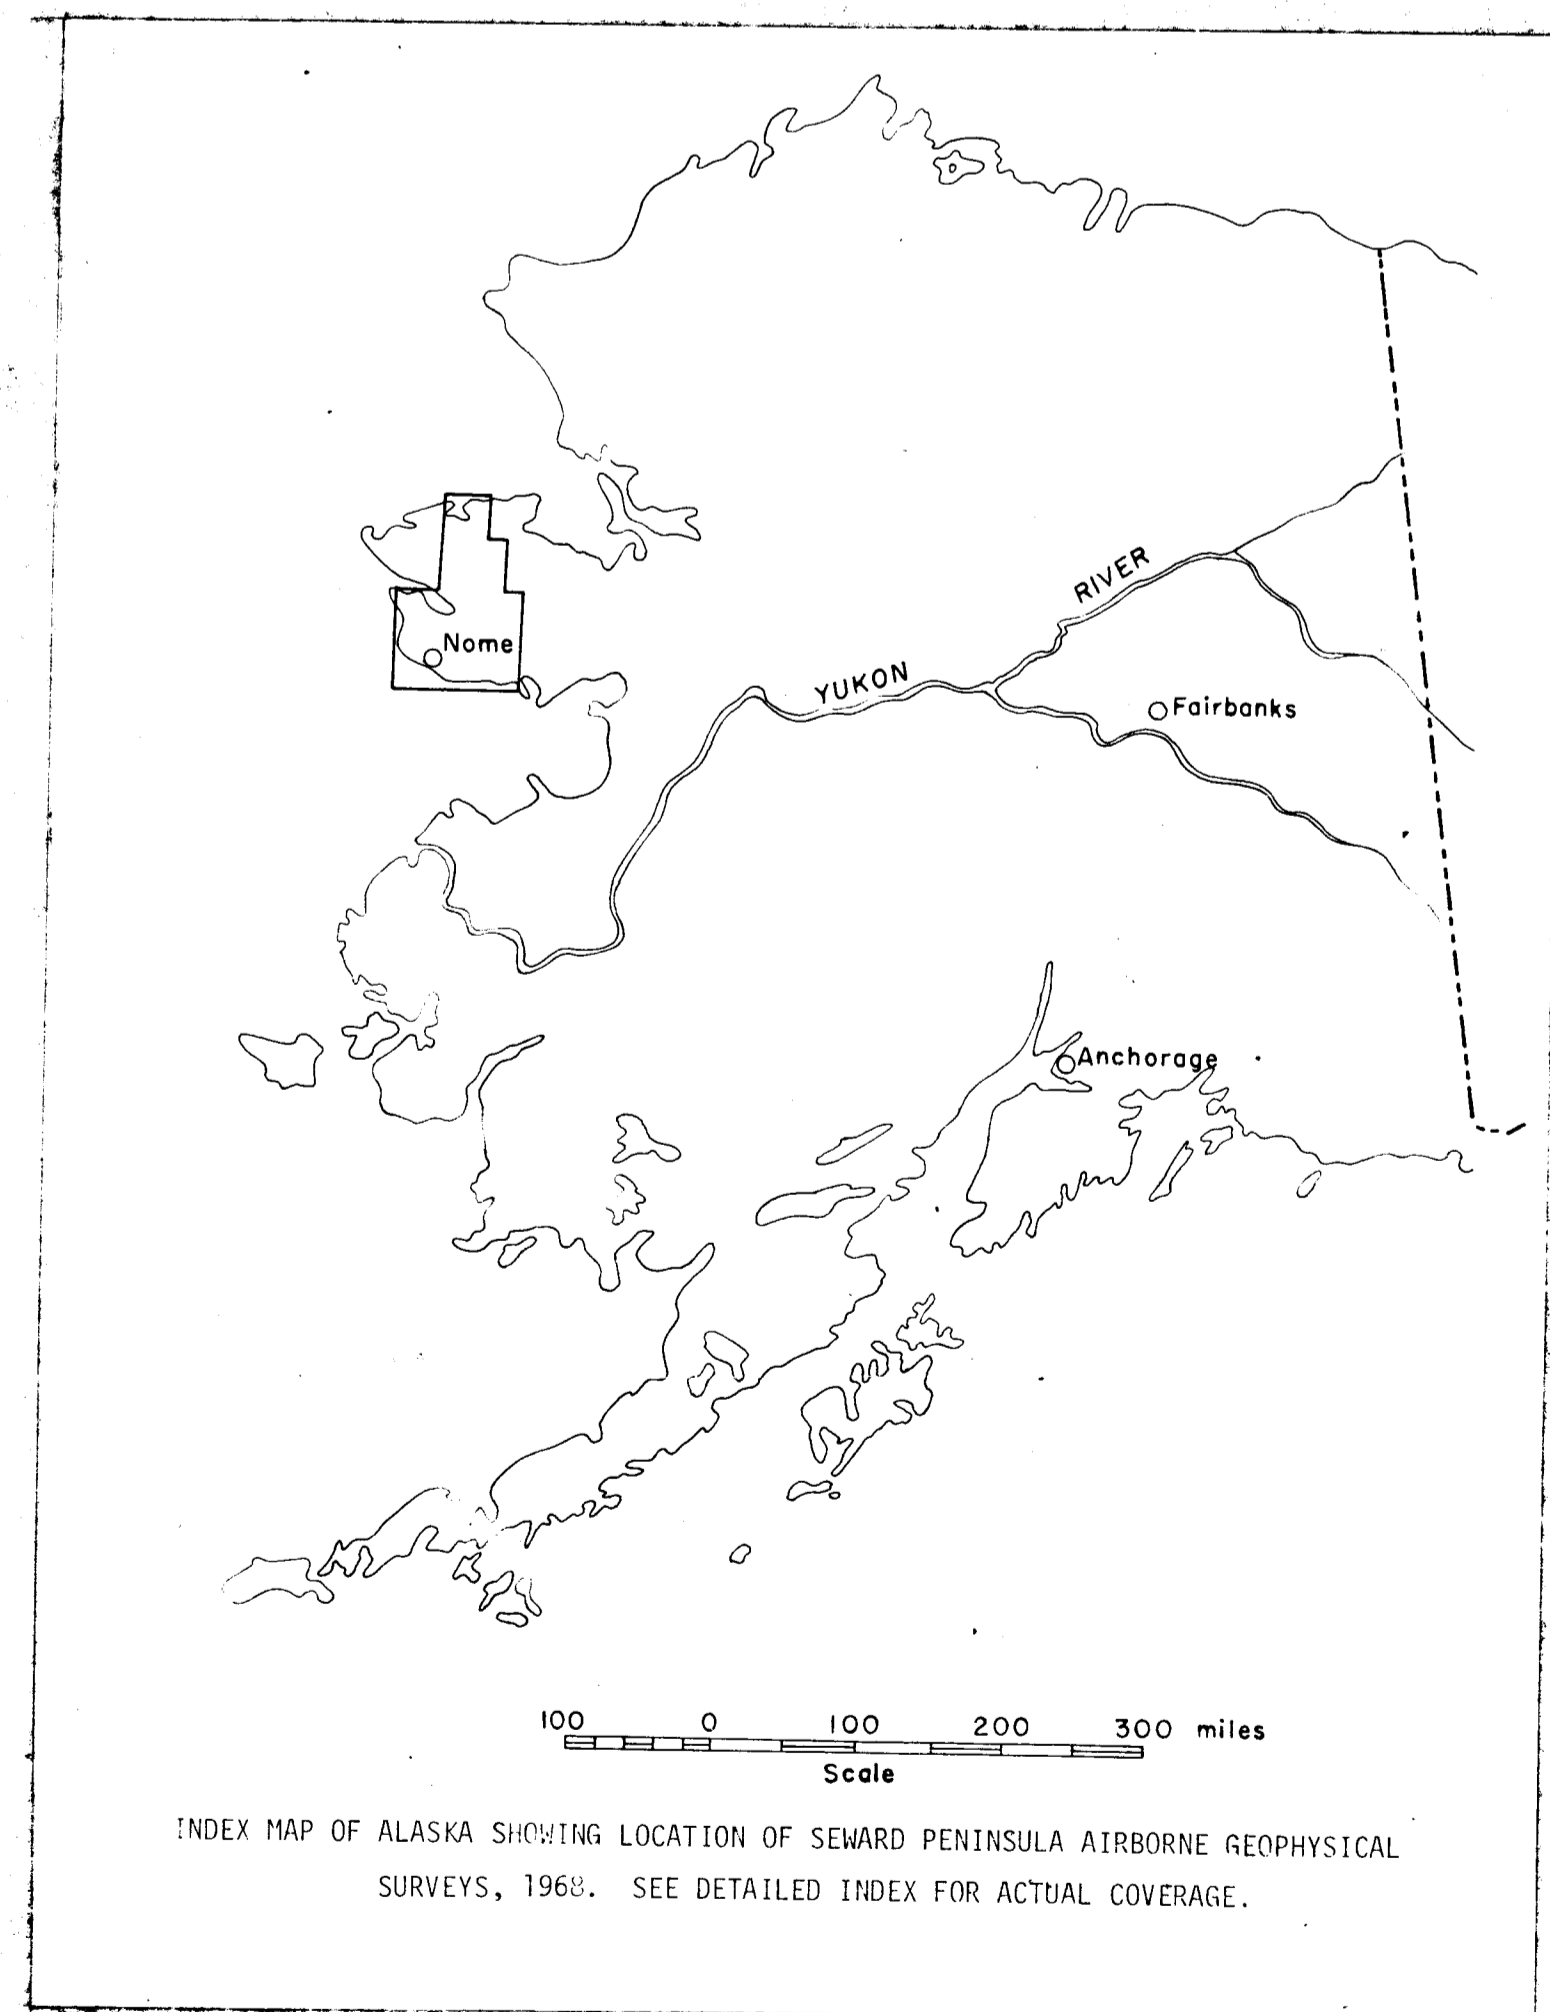 RIVER
Nome
YUKON
Fairbanks
Anchorage
100 0 100 200 300 miles
Scale
INDEX MAP OF ALASKA SHOWING LOCATION OF SEWARD PENINSULA AIRBORNE GEOPHYSICAL
SURVEYS, 1968. SEE DETAILED INDEX FOR ACTUAL COVERAGE.